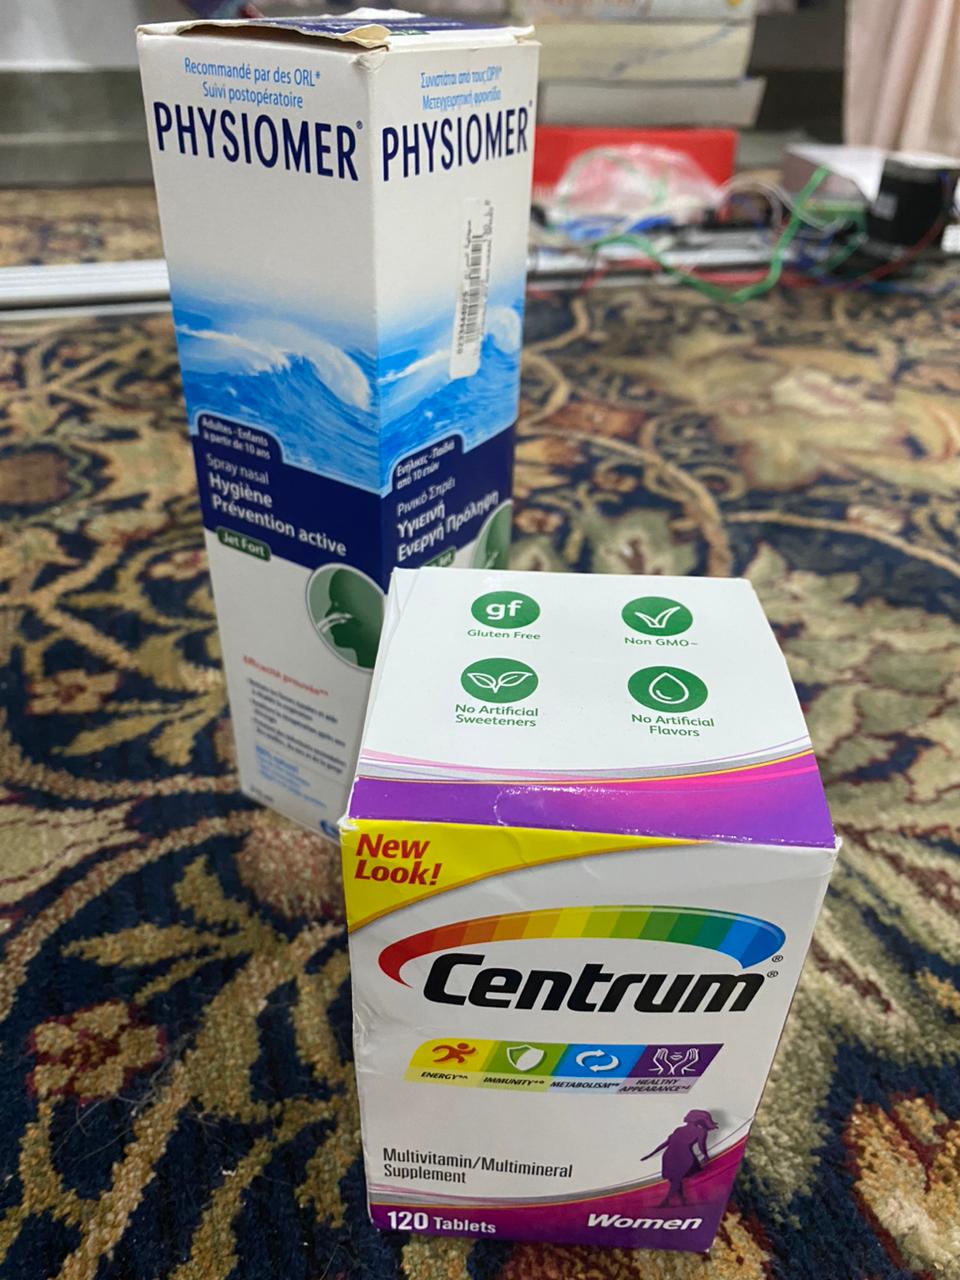 Recommandé par des ORL*
Suivi postopératoire
PHYSIOMER®
Adultes - Enfants
à partir de 10 ans
Spray nasal
Hygiène
Prévention active
Jet Fort
Efficacité prouvée
Συνιστάται από τους ΩΡΛ*
Μετεγχειρητική φροντίδα
PHYSIOMER®
Ενήλικες - Παιδιά
από 10 ετών
Ρινικό Σπρέι
Υγιεινή
Ενεργή Πρόληψη
gf
Gluten Free
Non GMO~
No Artificial
Sweeteners
No Artificial
Flavors
New
Look!
Centrum®
ENERGY
IMMUNITY
METABOLISM
HEALTHY
APPEARANCE
Multivitamin/Multimineral
Supplement
120 Tablets
Women